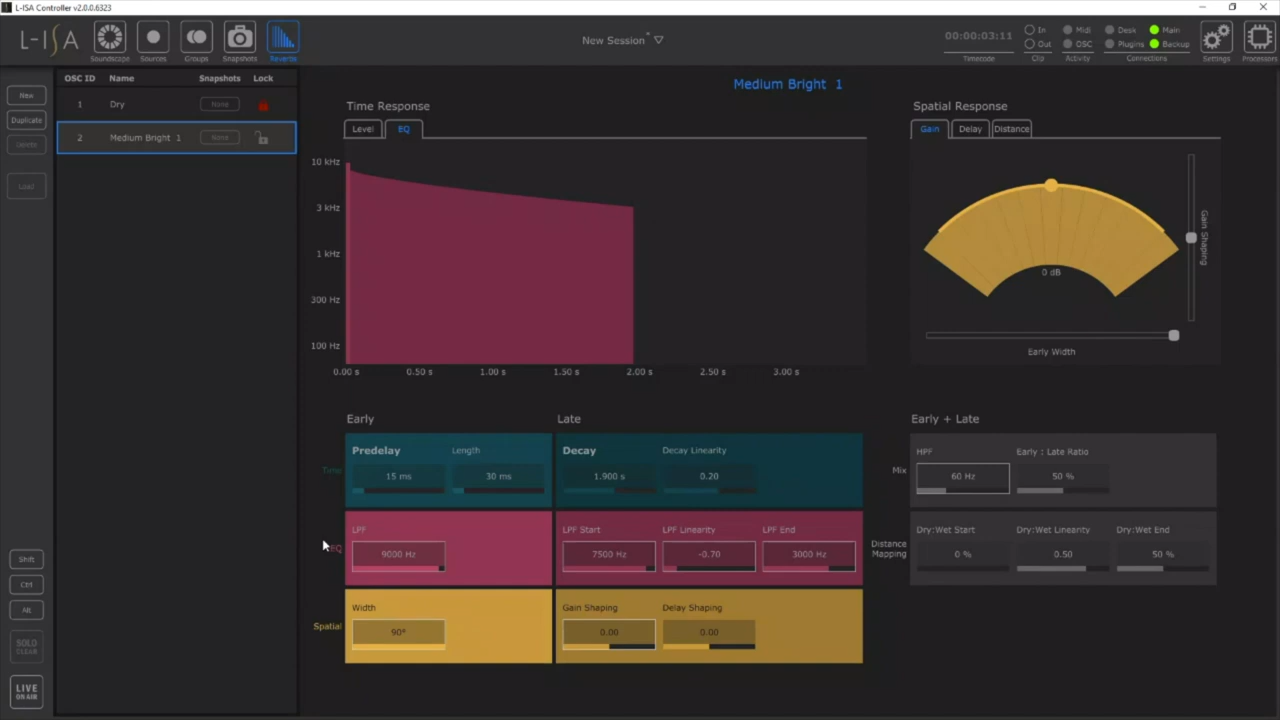 L-ISA Controller v2.0.0.6323
L-ISA
Soundscape
Sources
Groups
Snapshots
Reverbs
New Session*
00:00:03:11
Timecode
In
Out
Clip
Midi
OSC
Activity
Desk
Main
Plugins
Backup
Connections
Settings
Processors
OSC ID Name Snapshots Lock
1 Dry None
2 Medium Bright 1 None
New
Duplicate
Delete
Load
Shift
Ctrl
Alt
SOLO
CLEAR
LIVE
ON AIR
Medium Bright 1
Time Response
Level EQ
10 kHz
3 kHz
1 kHz
300 Hz
100 Hz
0.00 s 0.50 s 1.00 s 1.50 s 2.00 s 2.50 s 3.00 s
Spatial Response
Gain Delay Distance
0 dB
Gain Shaping
Early Width
Early
Late
Early + Late
Time
Predelay Length
15 ms 30 ms
Decay Decay Linearity
1.900 s 0.20
Mix
HPF Early : Late Ratio
60 Hz 50 %
EQ
LPF
9000 Hz
LPF Start LPF Linearity LPF End
7500 Hz -0.70 3000 Hz
Distance
Mapping
Dry:Wet Start Dry:Wet Linearity Dry:Wet End
0 % 0.50 50 %
Spatial
Width
90°
Gain Shaping Delay Shaping
0.00 0.00